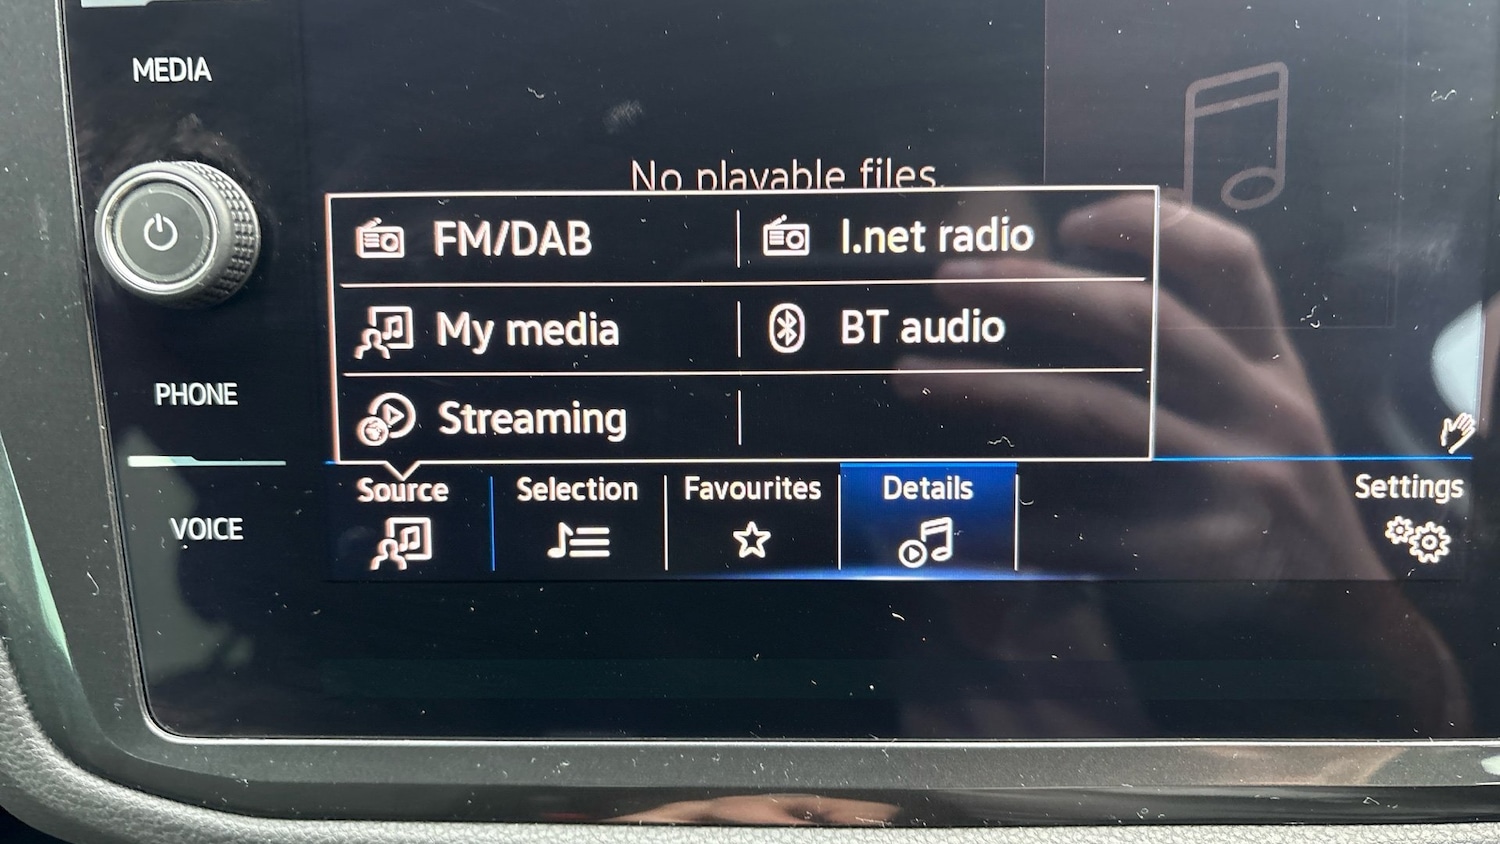 MEDIA
No playable files.
FM/DAB
I.net radio
My media
BT audio
PHONE
Streaming
Source
Selection
Favourites
Details
Settings
VOICE